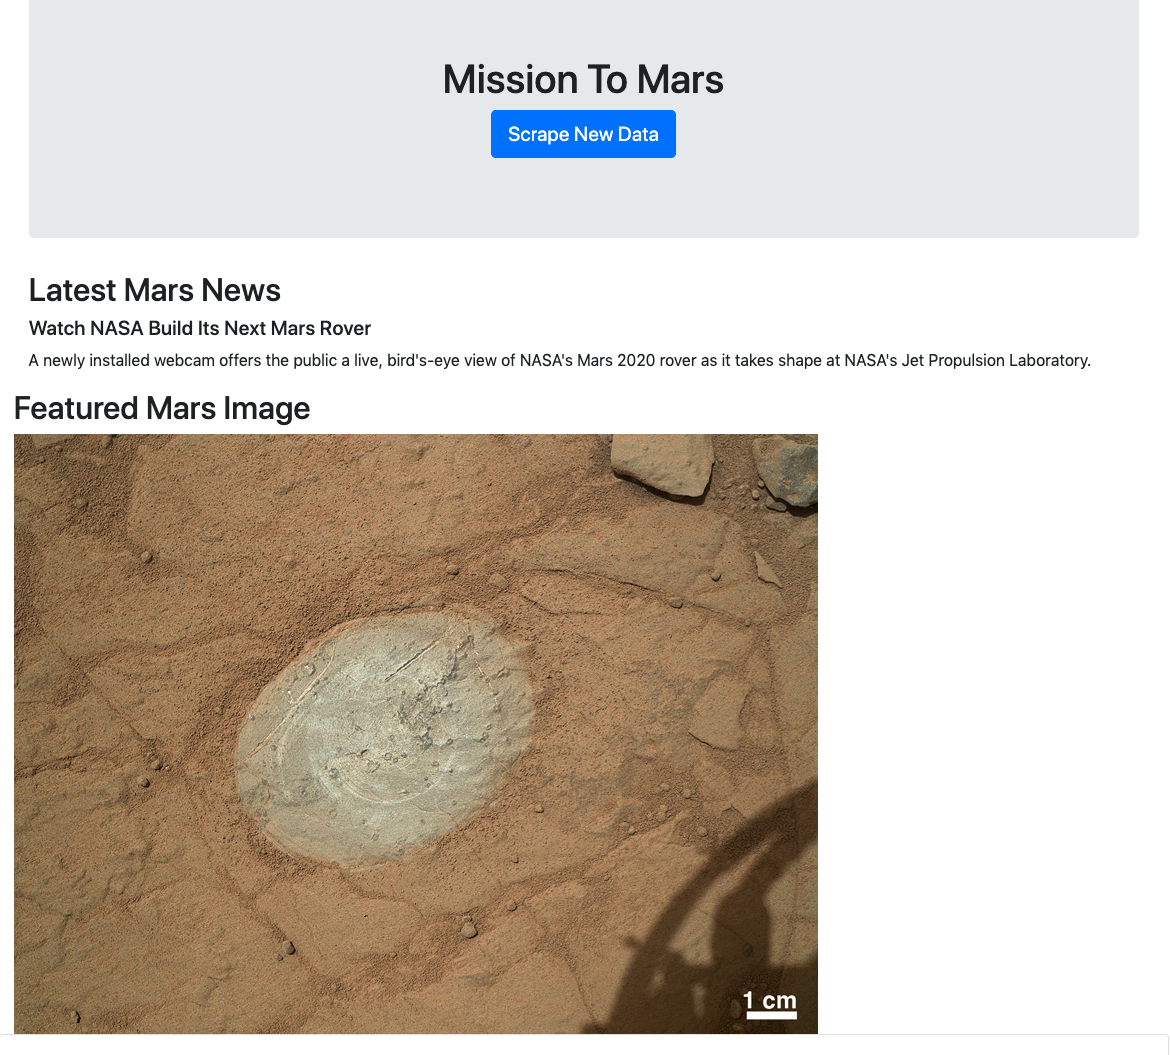 Mission To Mars
Scrape New Data
Latest Mars News
Watch NASA Build Its Next Mars Rover
A newly installed webcam offers the public a live, bird's-eye view of NASA's Mars 2020 rover as it takes shape at NASA's Jet Propulsion Laboratory.
Featured Mars Image
1 cm